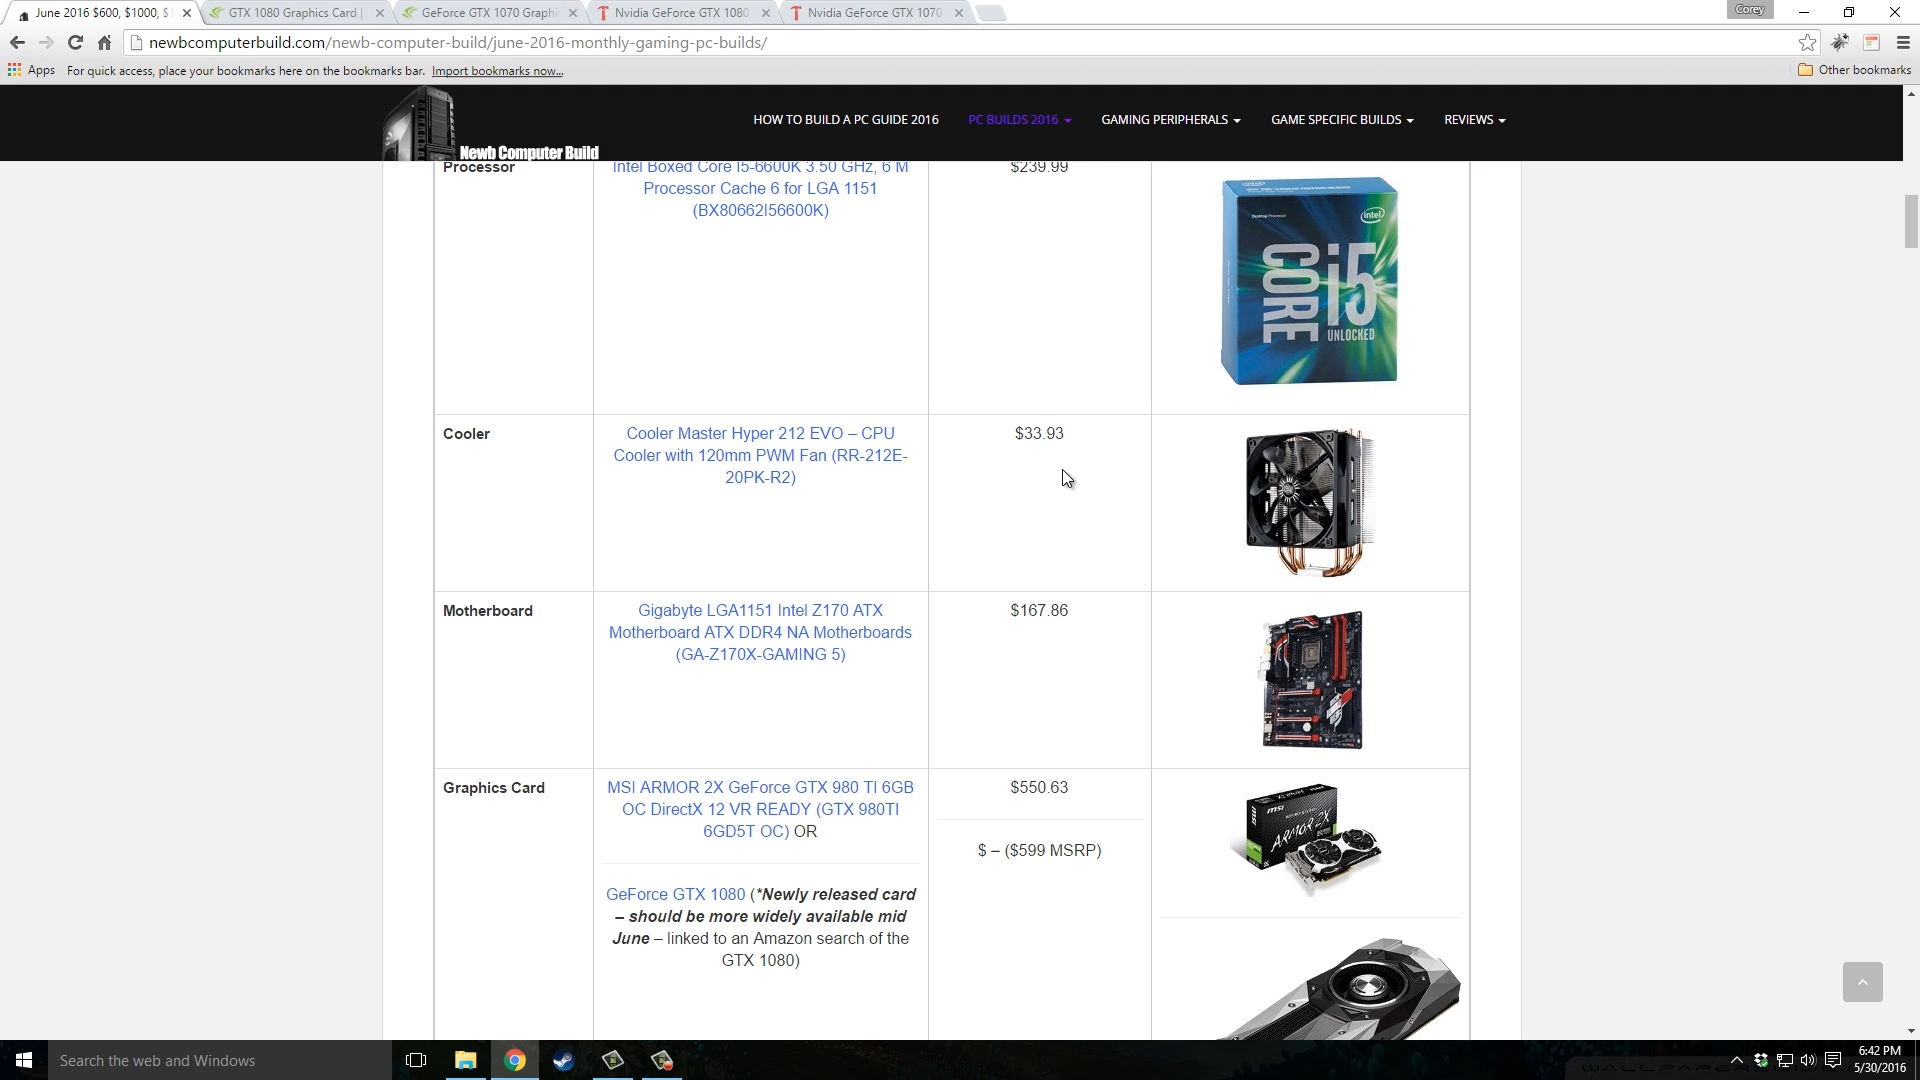 June 2016 $600, $1000, $1
GTX 1080 Graphics Card |
GeForce GTX 1070 Graphi
Nvidia GeForce GTX 1080
Nvidia GeForce GTX 1070
Corey
newbcomputerbuild.com/newb-computer-build/june-2016-monthly-gaming-pc-builds/
Apps For quick access, place your bookmarks here on the bookmarks bar. Import bookmarks now...
Other bookmarks
Newb Computer Build
HOW TO BUILD A PC GUIDE 2016
PC BUILDS 2016
GAMING PERIPHERALS
GAME SPECIFIC BUILDS
REVIEWS
Processor
Intel Boxed Core I5-6600K 3.50 GHz, 6 M
Processor Cache 6 for LGA 1151
(BX80662I56600K)
$239.99
intel
CORE i5
UNLOCKED
Cooler
Cooler Master Hyper 212 EVO – CPU
Cooler with 120mm PWM Fan (RR-212E-
20PK-R2)
$33.93
Motherboard
Gigabyte LGA1151 Intel Z170 ATX
Motherboard ATX DDR4 NA Motherboards
(GA-Z170X-GAMING 5)
$167.86
Graphics Card
MSI ARMOR 2X GeForce GTX 980 TI 6GB
OC DirectX 12 VR READY (GTX 980TI
6GD5T OC) OR
$550.63
$ – ($599 MSRP)
msi
ARMOR 2X
GeForce GTX 1080 (*Newly released card
– should be more widely available mid
June – linked to an Amazon search of the
GTX 1080)
Search the web and Windows
6:42 PM
5/30/2016